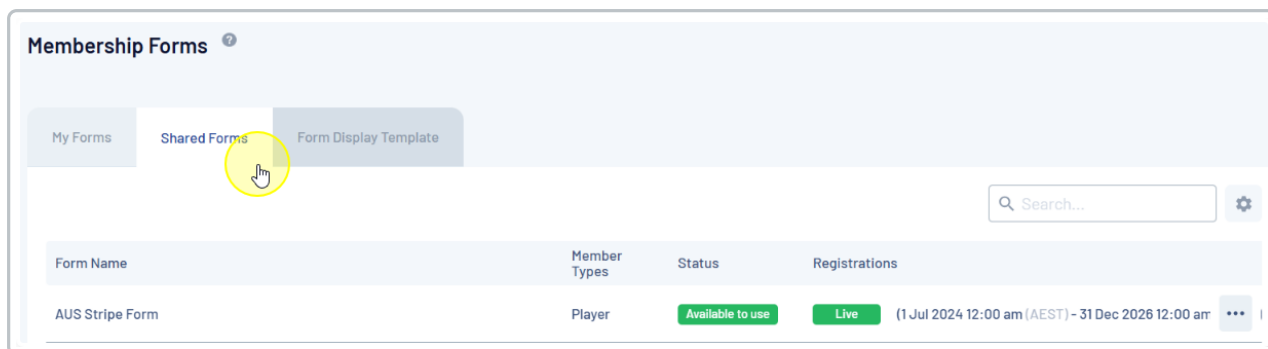 Membership Forms ?
My Forms Shared Forms Form Display Template
Search...
Form Name Member Types Status Registrations
AUS Stripe Form Player Available to use Live (1 Jul 2024 12:00 am (AEST) - 31 Dec 2026 12:00 am